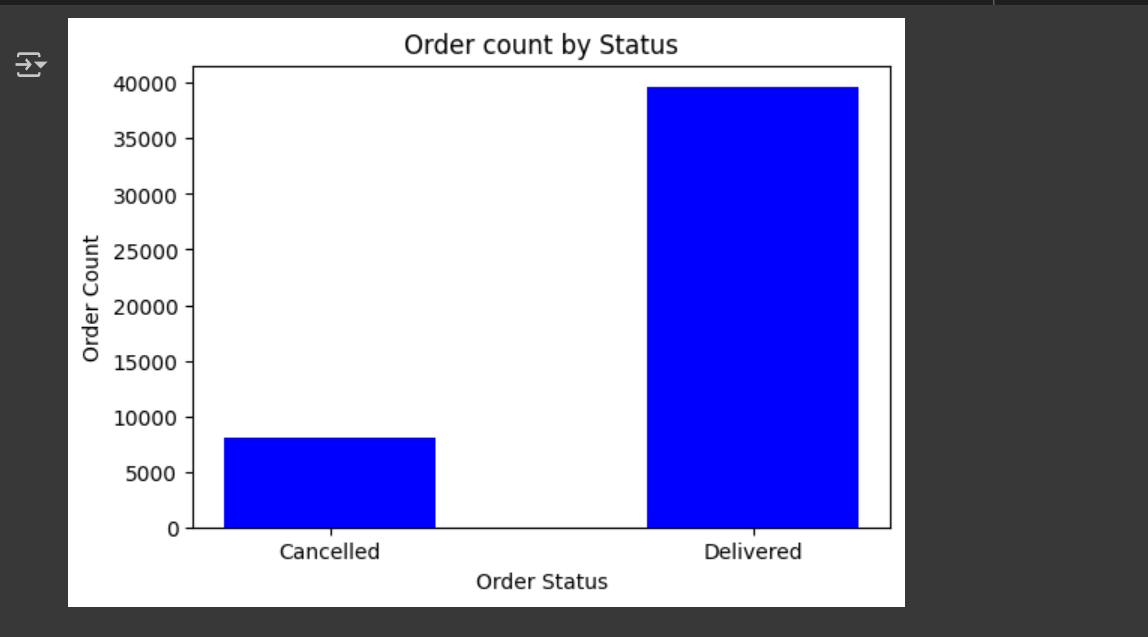 Order count by Status
40000
35000
30000
25000
20000
15000
10000
5000
0
Order Count
Cancelled
Delivered
Order Status